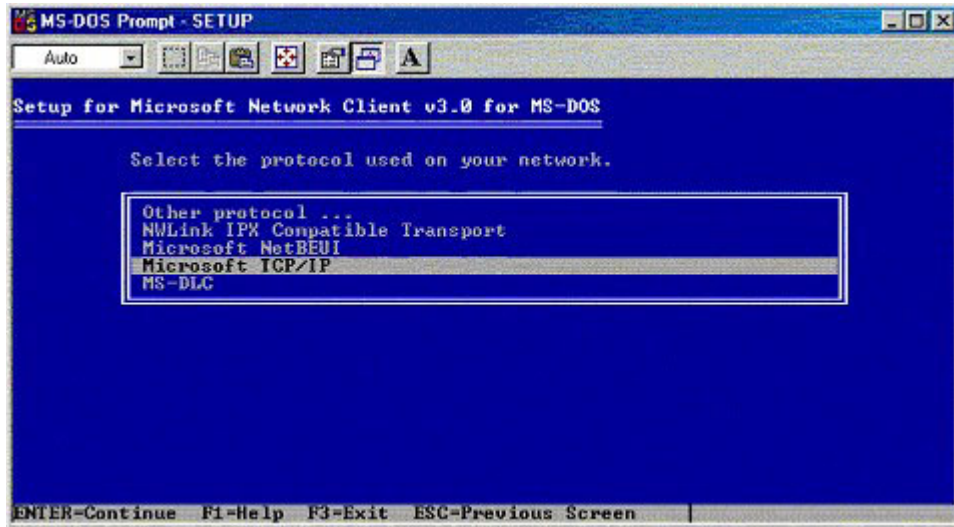 MS-DOS Prompt - SETUP
Auto
A
Setup for Microsoft Network Client v3.0 for MS-DOS
Select the protocol used on your network.
Other protocol ...
NWLink IPX Compatible Transport
Microsoft NetBEUI
Microsoft TCP/IP
MS-DLC
ENTER=Continue F1=Help F3=Exit ESC=Previous Screen